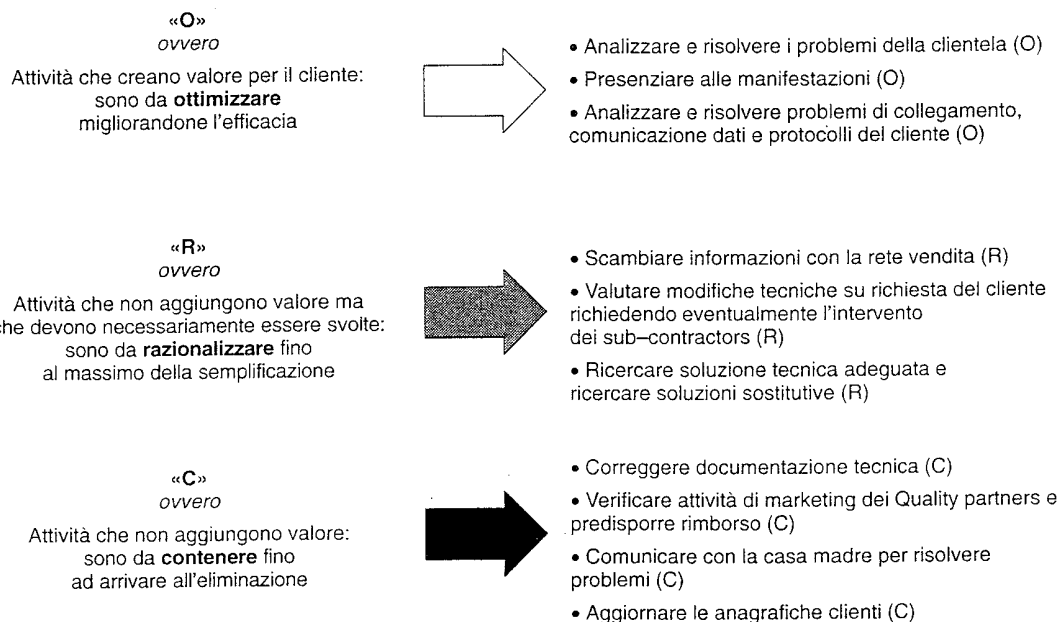 «O»
ovvero
Attività che creano valore per il cliente:
sono da ottimizzare
migliorandone l'efficacia
• Analizzare e risolvere i problemi della clientela (O)
• Presenziare alle manifestazioni (O)
• Analizzare e risolvere problemi di collegamento,
comunicazione dati e protocolli del cliente (O)
«R»
ovvero
Attività che non aggiungono valore ma
che devono necessariamente essere svolte:
sono da razionalizzare fino
al massimo della semplificazione
• Scambiare informazioni con la rete vendita (R)
• Valutare modifiche tecniche su richiesta del cliente
richiedendo eventualmente l'intervento
dei sub–contractors (R)
• Ricercare soluzione tecnica adeguata e
ricercare soluzioni sostitutive (R)
«C»
ovvero
Attività che non aggiungono valore:
sono da contenere fino
ad arrivare all'eliminazione
• Correggere documentazione tecnica (C)
• Verificare attività di marketing dei Quality partners e
predisporre rimborso (C)
• Comunicare con la casa madre per risolvere
problemi (C)
• Aggiornare le anagrafiche clienti (C)